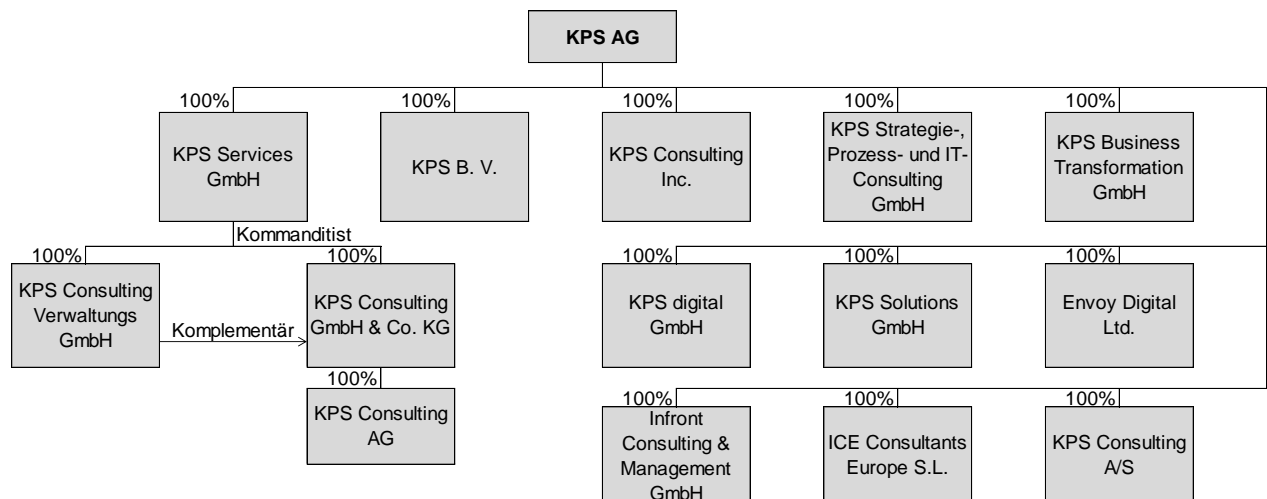 KPS AG
100%
100%
100%
100%
100%
KPS Services
GmbH
KPS B. V.
KPS Consulting
Inc.
KPS Strategie-,
Prozess- und IT-
Consulting
GmbH
KPS Business
Transformation
GmbH
Kommanditist
100%
100%
100%
100%
100%
KPS Consulting
Verwaltungs
GmbH
Komplementär
KPS Consulting
GmbH & Co. KG
KPS digital
GmbH
KPS Solutions
GmbH
Envoy Digital
Ltd.
100%
100%
100%
100%
KPS Consulting
AG
Infront
Consulting &
Management
GmbH
ICE Consultants
Europe S.L.
KPS Consulting
A/S